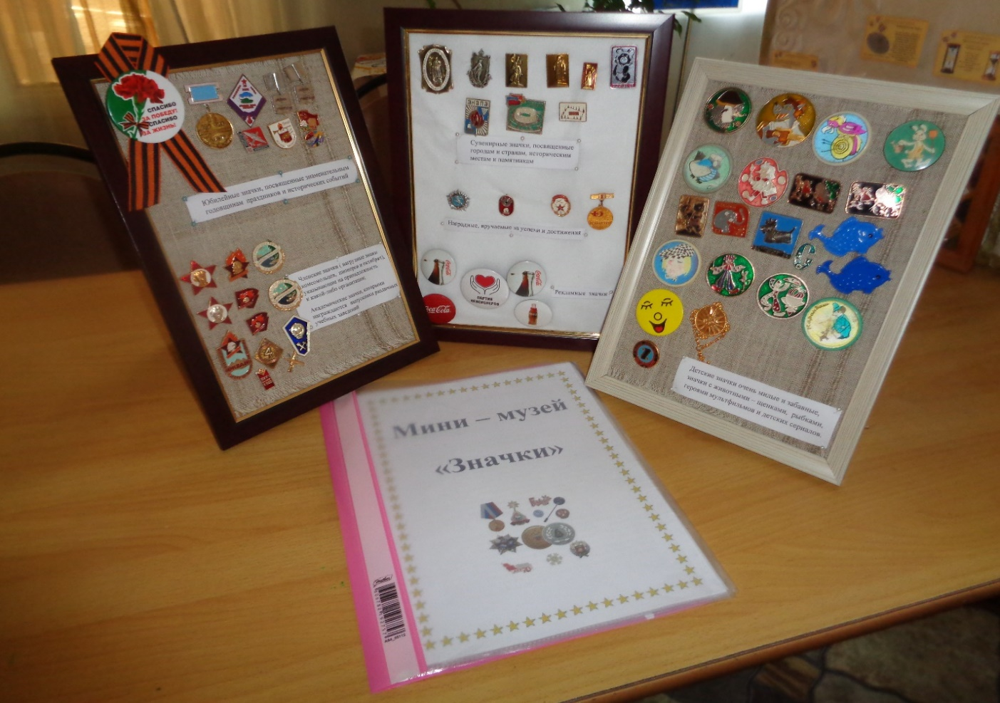 СПАСИБО
ЗА ПОБЕДУ!
СПАСИБО
ЗА ЖИЗНЬ!
Юбилейные значки, посвященные знаменательным
годовщинам праздников и исторических событий
Членские значки ( нагрудные знаки
комсомольцев, пионеров и октябрят),
указывающие на принадлежность
к какой-либо организации.
Академические значки, которыми
награждаются выпускники различных
учебных заведений
Сувенирные значки, посвященные
городам и странам, историческим
местам и памятникам
Наградные, вручаемые за успехи и достижения
Рекламные значки
ПАРТИЯ
ПЕНСИОНЕРОВ
Coca-Cola
Детские значки очень милые и забавные,
значки с животными – щенками, рыбками,
героями мультфильмов и детских сериалов.
Мини – музей
«Значки»